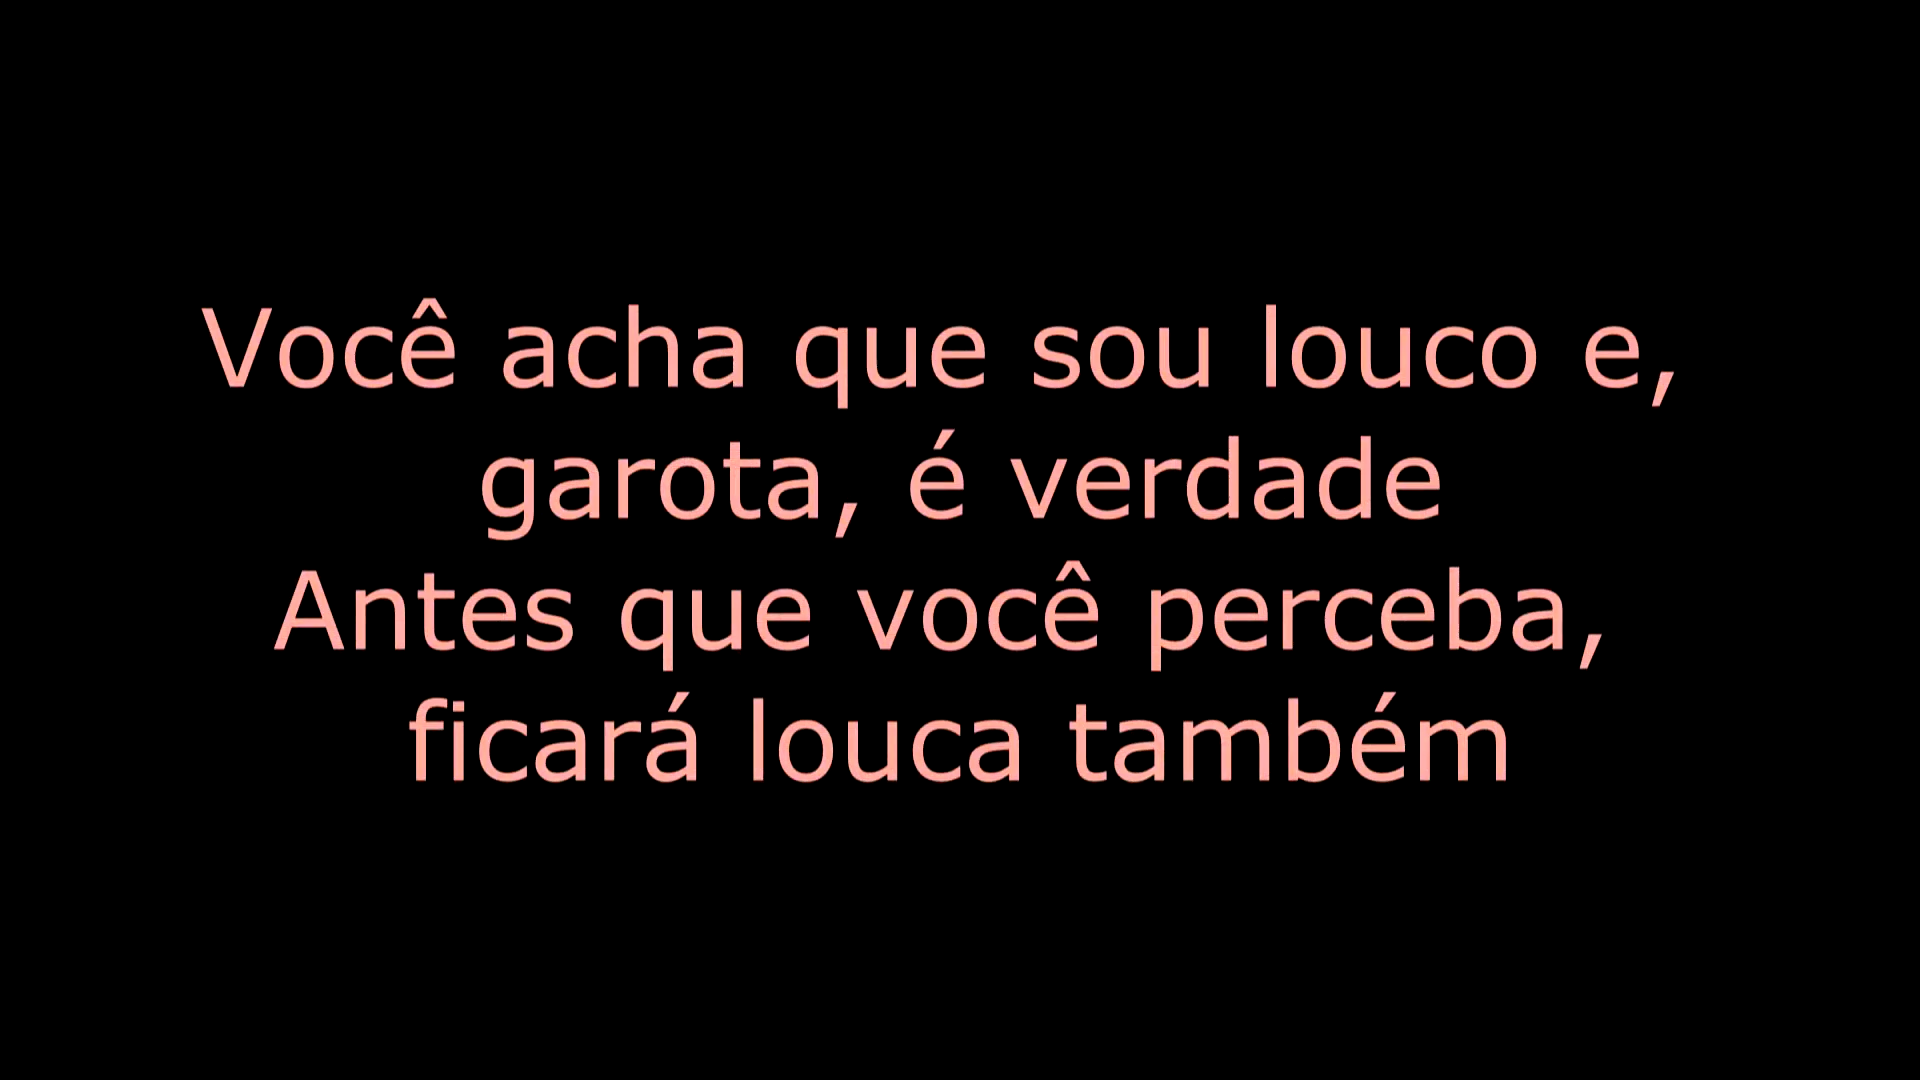 Você acha que sou louco e,
garota, é verdade
Antes que você perceba,
ficará louca também